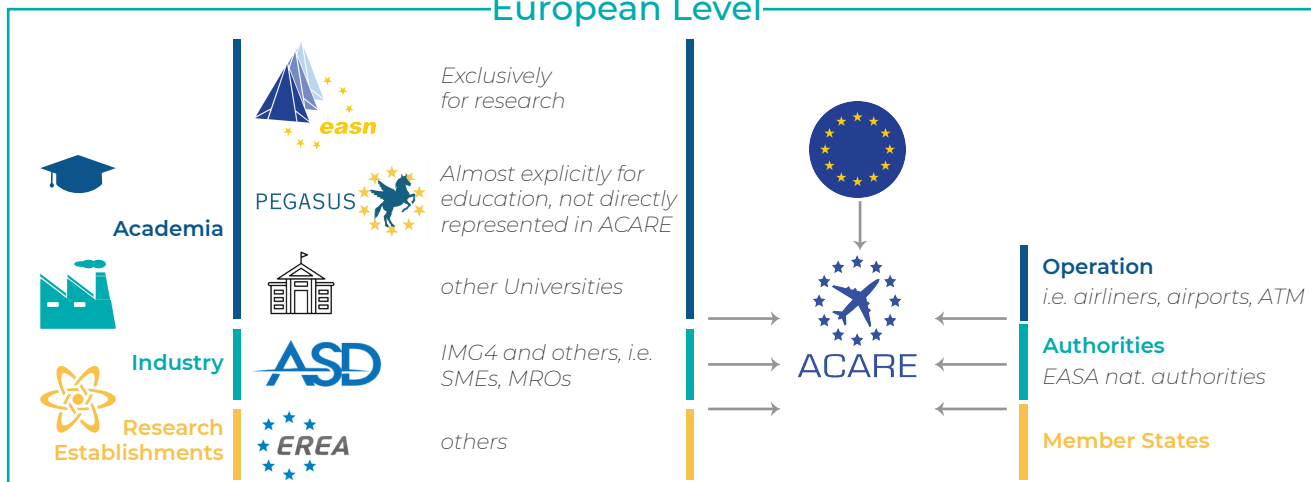 European Level
Exclusively
for research
easn
Almost explicitly for
education, not directly
represented in ACARE
PEGASUS
Academia
other Universities
Industry
ASD
IMG4 and others, i.e.
SMEs, MROs
Research
Establishments
EREA
others
ACARE
Operation
i.e. airliners, airports, ATM
Authorities
EASA nat. authorities
Member States